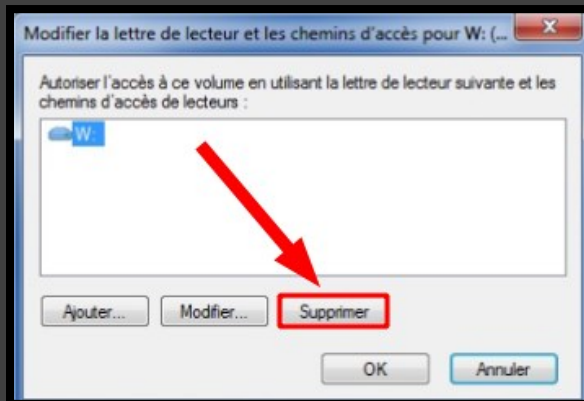 Modifier la lettre de lecteur et les chemins d'accès pour W: (...
Autoriser l'accès à ce volume en utilisant la lettre de lecteur suivante et les
chemins d'accès de lecteurs :
W:
Ajouter... Modifier... Supprimer
OK Annuler